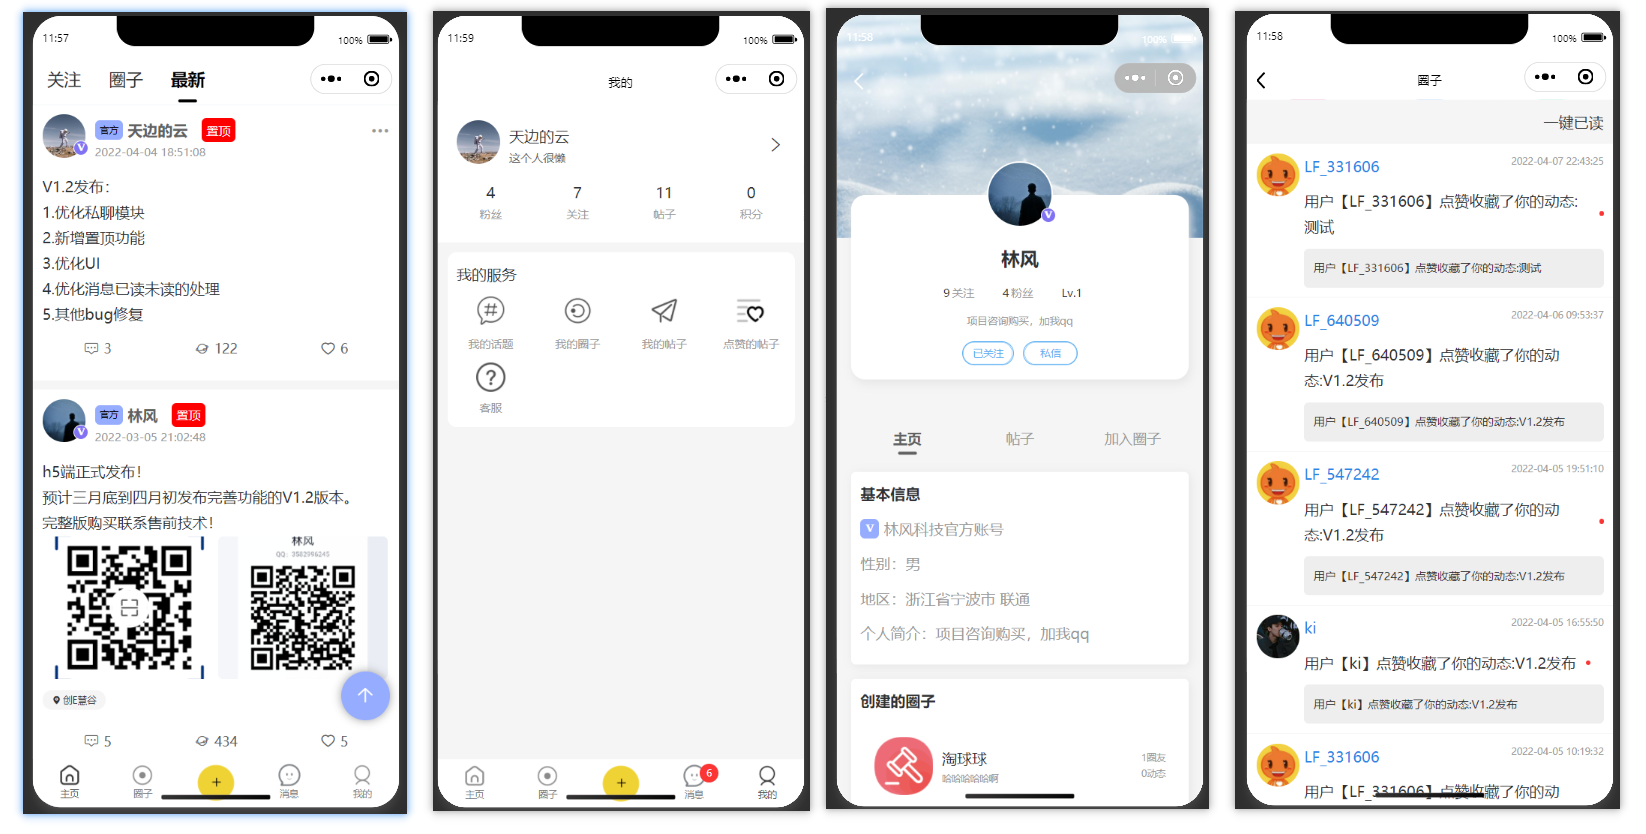 11:57
100%
关注 圈子 最新
官方 天边的云 置顶
2022-04-04 18:51:08
V1.2发布：
1.优化私聊模块
2.新增置顶功能
3.优化UI
4.优化消息已读未读的处理
5.其他bug修复
3 122 6
官方 林风 置顶
2022-03-05 21:02:48
h5端正式发布！
预计三月底到四月初发布完善功能的V1.2版本。
完整版购买联系售前技术！
林风
QQ：3582996245
创E慧谷
5 434 5
主页 圈子 + 消息 我的
11:59
100%
我的
天边的云
这个人很懒
4 7 11 0
粉丝 关注 帖子 积分
我的服务
我的话题 我的圈子 我的帖子 点赞的帖子
客服
6
主页 圈子 + 消息 我的
11:58
100%
林风
9关注 4粉丝 Lv.1
项目咨询购买，加我qq
已关注 私信
主页 帖子 加入圈子
基本信息
V 林风科技官方账号
性别：男
地区：浙江省宁波市 联通
个人简介：项目咨询购买，加我qq
创建的圈子
淘球球 1圈友
哈哈哈哈哈啊 0动态
11:58
100%
圈子
一键已读
LF_331606 2022-04-07 22:43:25
用户【LF_331606】点赞收藏了你的动态:
测试
用户【LF_331606】点赞收藏了你的动态:测试
LF_640509 2022-04-06 09:53:37
用户【LF_640509】点赞收藏了你的动
态:V1.2发布
用户【LF_640509】点赞收藏了你的动态:V1.2发布
LF_547242 2022-04-05 19:51:10
用户【LF_547242】点赞收藏了你的动
态:V1.2发布
用户【LF_547242】点赞收藏了你的动态:V1.2发布
ki 2022-04-05 16:55:50
用户【ki】点赞收藏了你的动态:V1.2发布
用户【ki】点赞收藏了你的动态:V1.2发布
LF_331606 2022-04-05 10:19:32
用户【LF_331606】点赞收藏了你的动